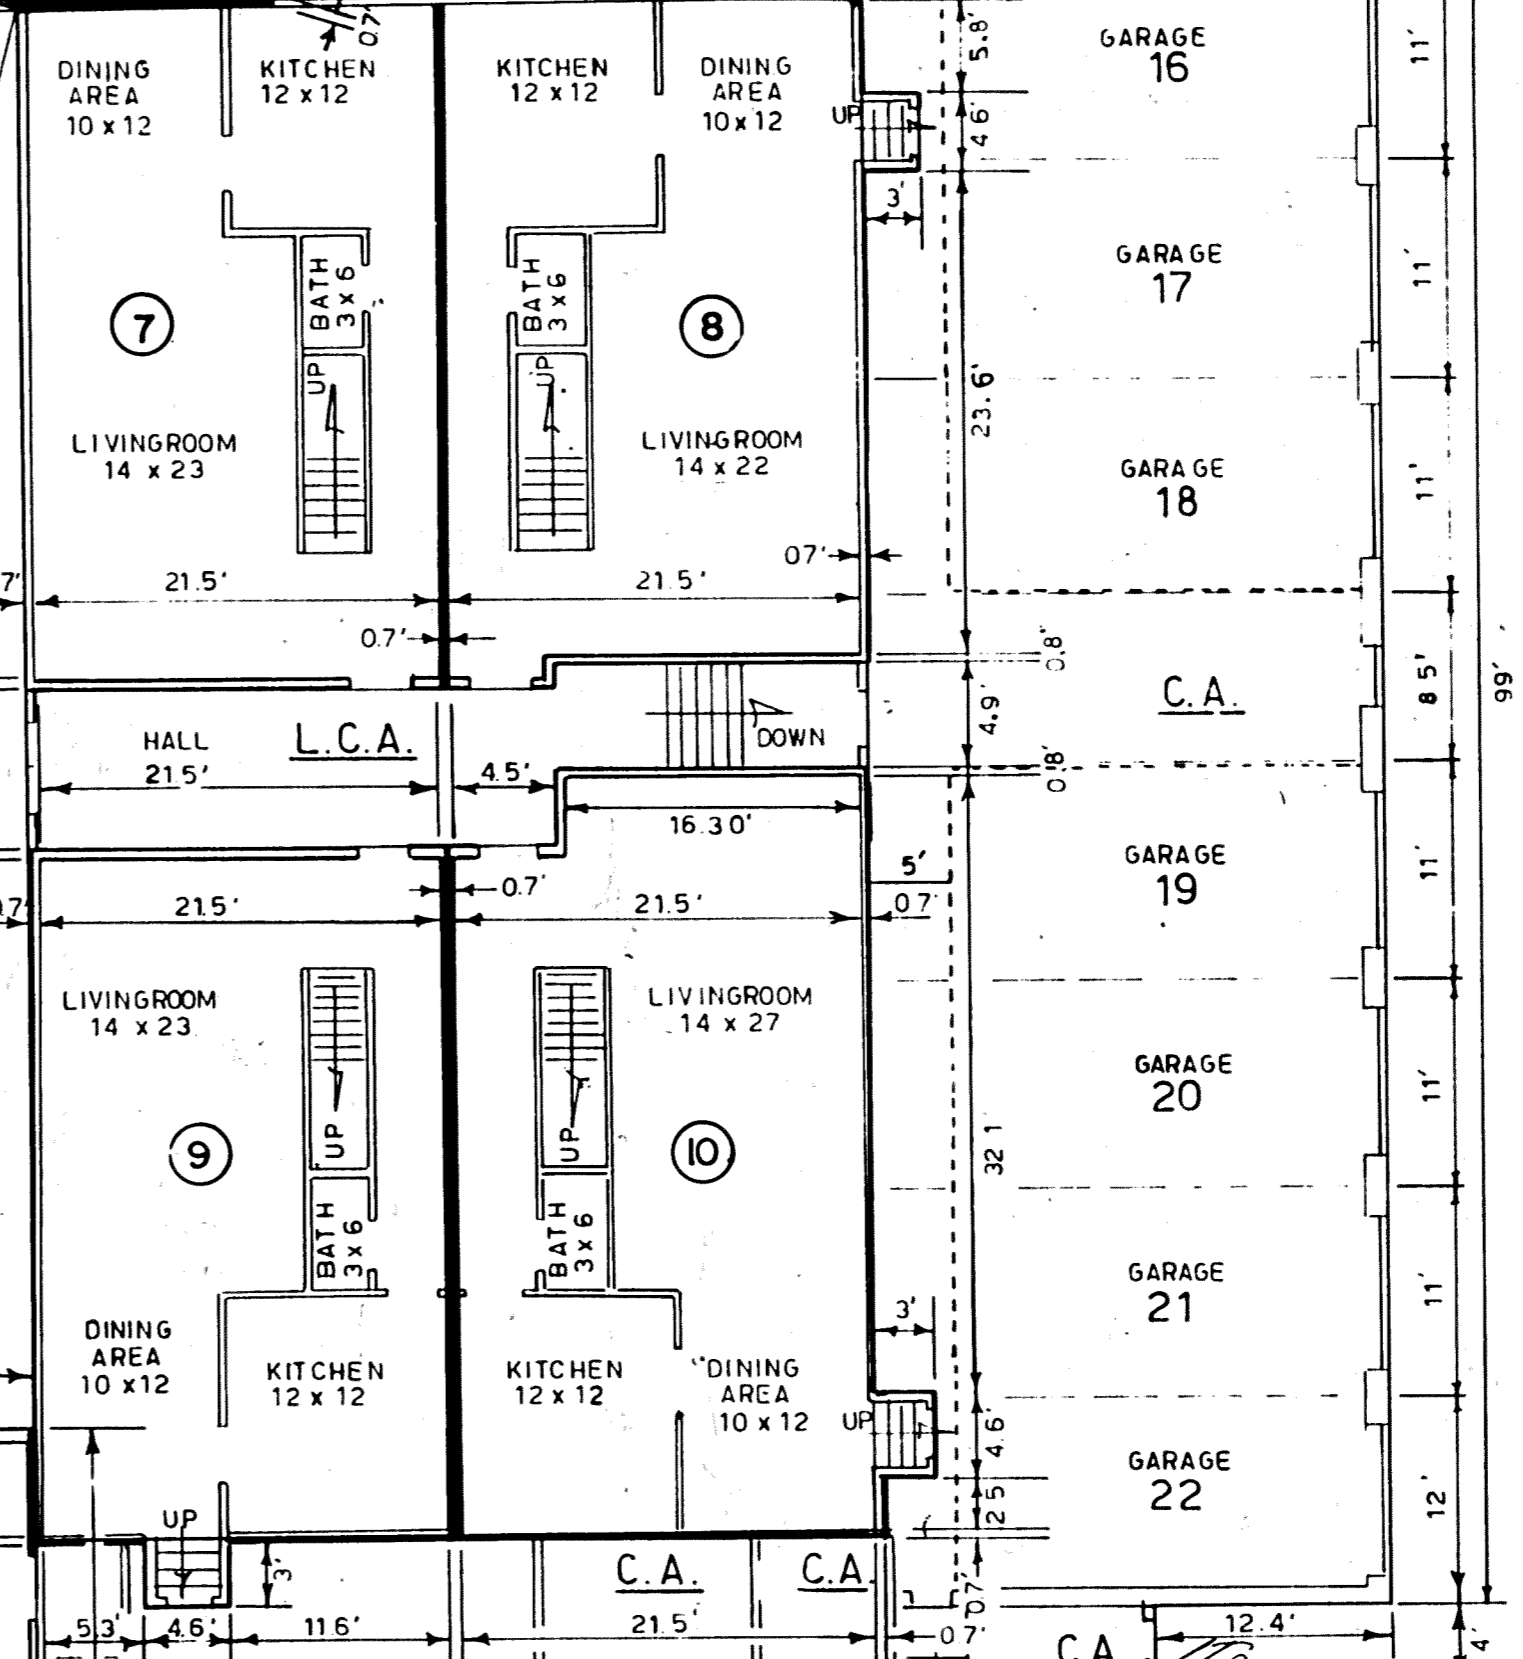 0.7'
5.8'
GARAGE
16
11'
DINING
AREA
10 x 12
KITCHEN
12 x 12
KITCHEN
12 x 12
DINING
AREA
10 x 12
UP
4.6'
3'
GARAGE
17
11'
BATH
3 x 6
BATH
3 x 6
7
8
UP
UP
23.6'
LIVINGROOM
14 x 23
LIVINGROOM
14 x 22
GARAGE
18
11'
07'
7'
21.5'
21.5'
0.7'
0.8'
C.A.
8 5'
99'
HALL
L.C.A.
DOWN
4.9'
21.5'
4.5'
0.8'
16.30'
5'
GARAGE
19
11'
0.7'
0.7'
21.5'
21.5'
0 7'
LIVINGROOM
14 x 23
LIVINGROOM
14 x 27
GARAGE
20
11'
UP
UP
9
10
32 1
BATH
3 x 6
BATH
3 x 6
GARAGE
21
11'
3'
DINING
AREA
10 x 12
KITCHEN
12 x 12
KITCHEN
12 x 12
DINING
AREA
10 x 12
UP
4.6'
GARAGE
22
12'
2 5'
UP
3'
C.A.
C.A.
0.7'
5.3'
4.6'
11.6'
21.5'
0.7'
C.A.
12.4'
4'